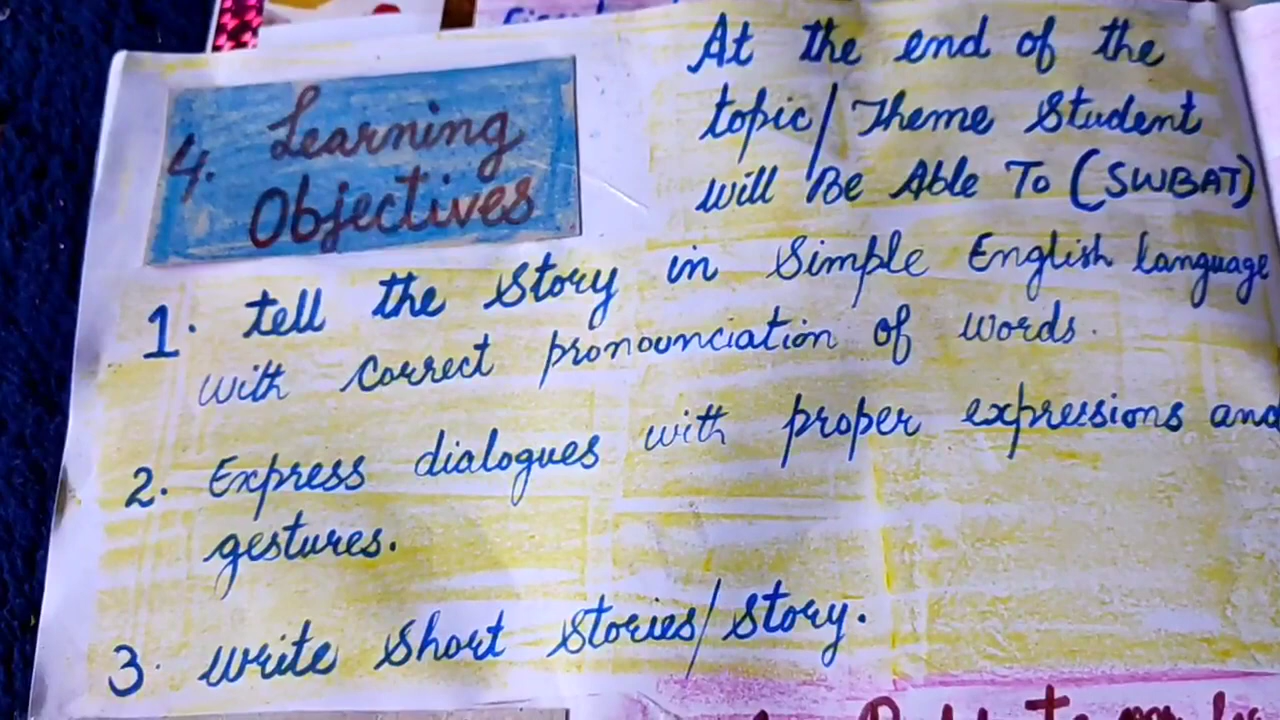 4. Learning
Objectives
At the end of the
topic/Theme Student
will Be Able To (SWBAT)
1. tell the Story in Simple English language
with correct pronounciation of words.
2. Express dialogues with proper expressions and
gestures.
3. write Short Stories/story.